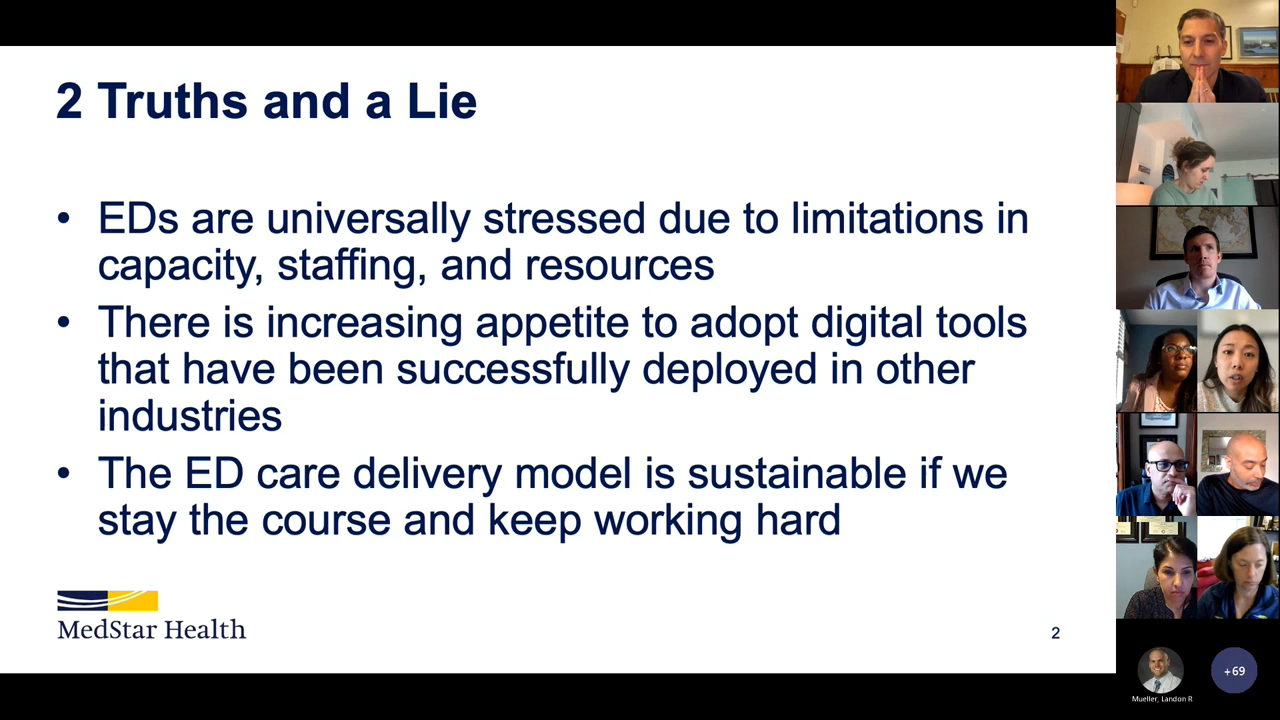 2 Truths and a Lie
• EDs are universally stressed due to limitations in
capacity, staffing, and resources
• There is increasing appetite to adopt digital tools
that have been successfully deployed in other
industries
• The ED care delivery model is sustainable if we
stay the course and keep working hard
MedStar Health
2
Mueller, Landon R
+69